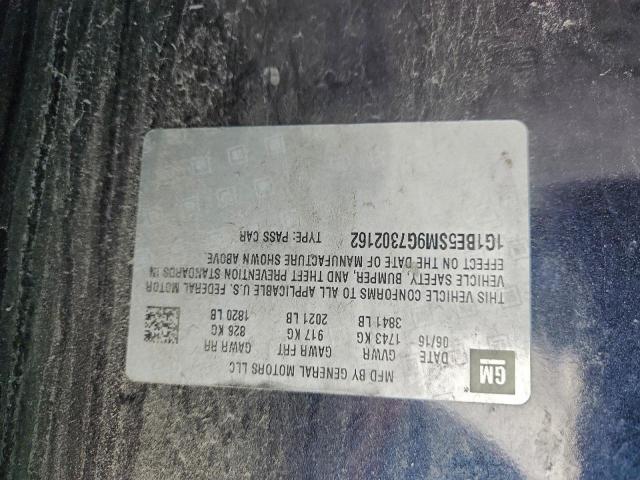 GM
MFD BY GENERAL MOTORS LLC
DATE GVWR GAWR FRT GAWR RR
06/16 1743 KG 917 KG 826 KG
3841 LB 2021 LB 1820 LB
THIS VEHICLE CONFORMS TO ALL APPLICABLE U.S. FEDERAL MOTOR
VEHICLE SAFETY, BUMPER, AND THEFT PREVENTION STANDARDS IN
EFFECT ON THE DATE OF MANUFACTURE SHOWN ABOVE
1G1BE5SM9G7302162 TYPE: PASS CAR